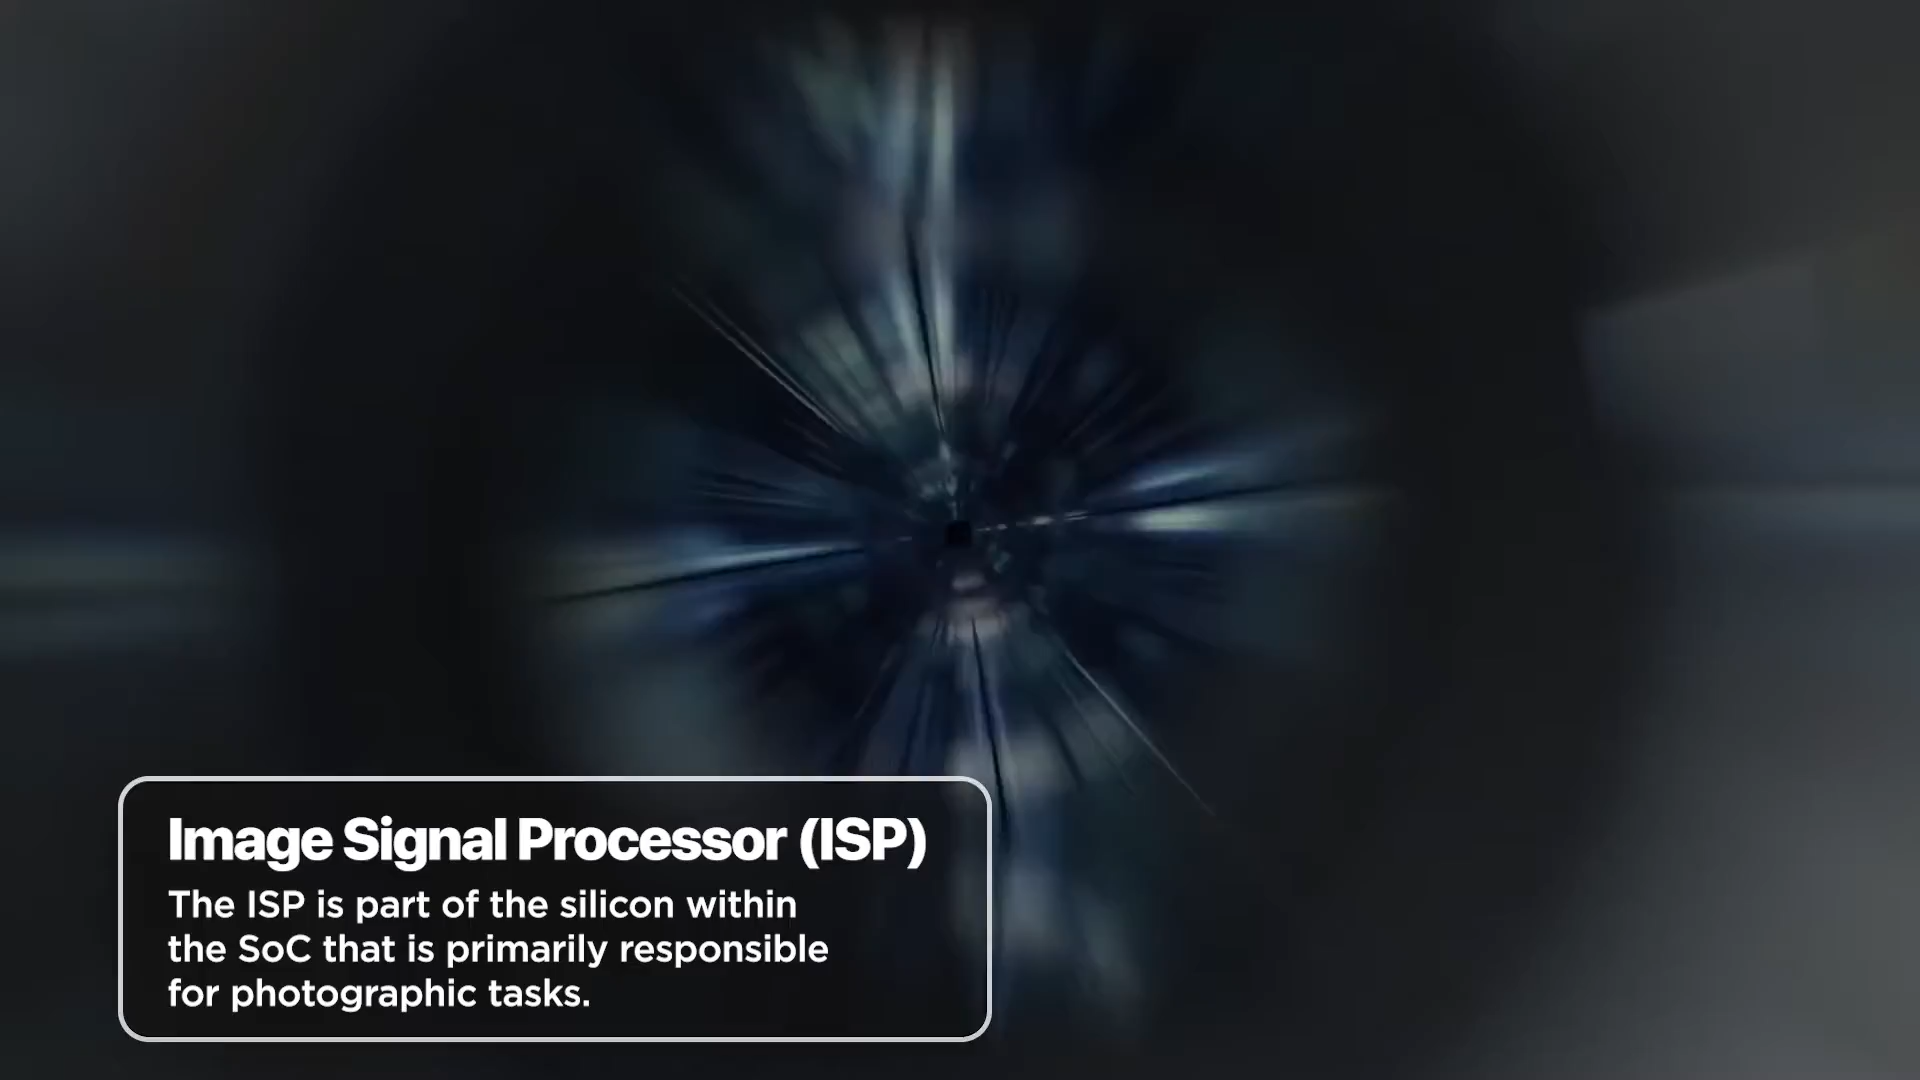 Image Signal Processor (ISP)
The ISP is part of the silicon within
the SoC that is primarily responsible
for photographic tasks.